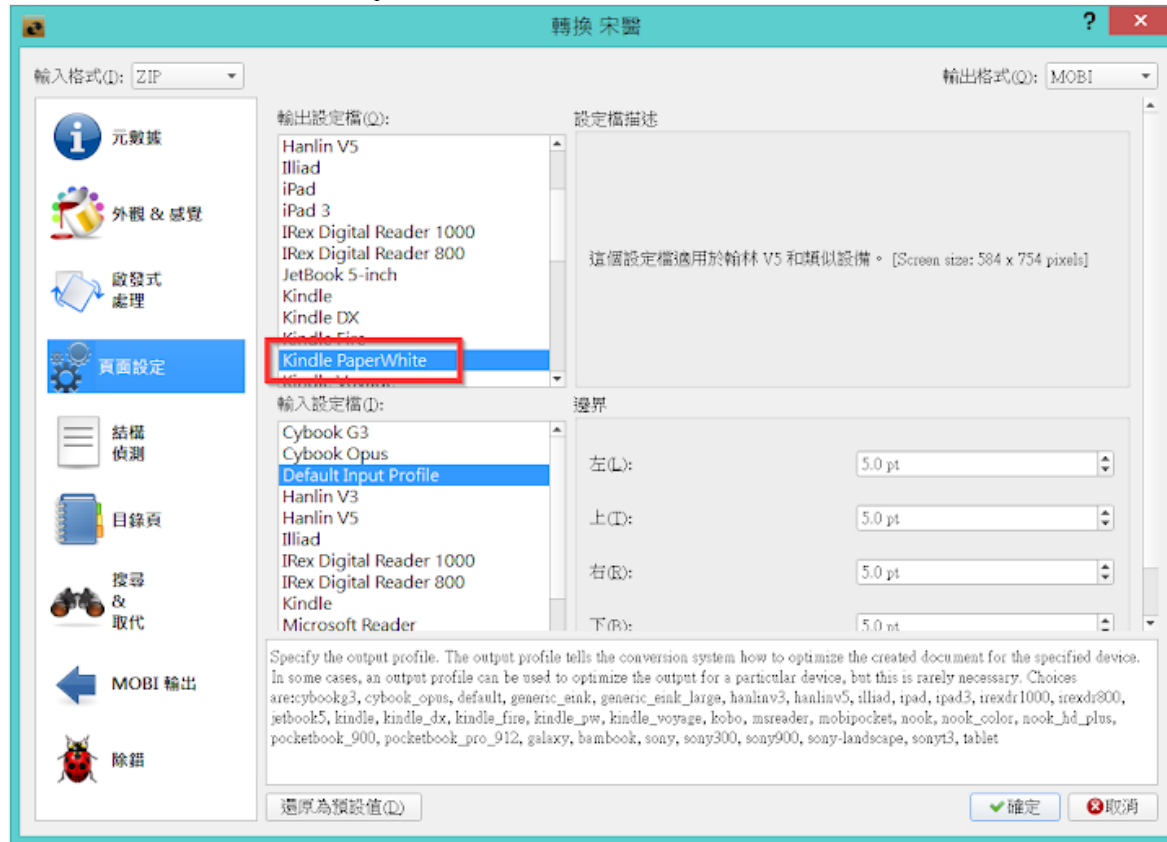 轉換 宋醫
?
輸入格式(I): ZIP
輸出格式(O): MOBI
元數據
外觀 & 感覺
啟發式
處理
頁面設定
結構
偵測
目錄頁
搜尋
&
取代
MOBI 輸出
除錯
輸出設定檔(O):
Hanlin V5
Illiad
iPad
iPad 3
IRex Digital Reader 1000
IRex Digital Reader 800
JetBook 5-inch
Kindle
Kindle DX
Kindle Fire
Kindle PaperWhite
Kindle Voyage
設定檔描述
這個設定檔適用於翰林 V5 和類似設備。 [Screen size: 584 x 754 pixels]
輸入設定檔(I):
Cybook G3
Cybook Opus
Default Input Profile
Hanlin V3
Hanlin V5
Illiad
IRex Digital Reader 1000
IRex Digital Reader 800
Kindle
Microsoft Reader
邊界
左(L): 5.0 pt
上(T): 5.0 pt
右(R): 5.0 pt
下(B): 5.0 pt
Specify the output profile. The output profile tells the conversion system how to optimize the created document for the specified device.
In some cases, an output profile can be used to optimize the output for a particular device, but this is rarely necessary. Choices
are:cybookg3, cybook_opus, default, generic_eink, generic_eink_large, hanlinv3, hanlinv5, illiad, ipad, ipad3, irexdr1000, irexdr800,
jetbook5, kindle, kindle_dx, kindle_fire, kindle_pw, kindle_voyage, kobo, msreader, mobipocket, nook, nook_color, nook_hd_plus,
pocketbook_900, pocketbook_pro_912, galaxy, bambook, sony, sony300, sony900, sony-landscape, sonyt3, tablet
還原為預設值(D)
確定
取消